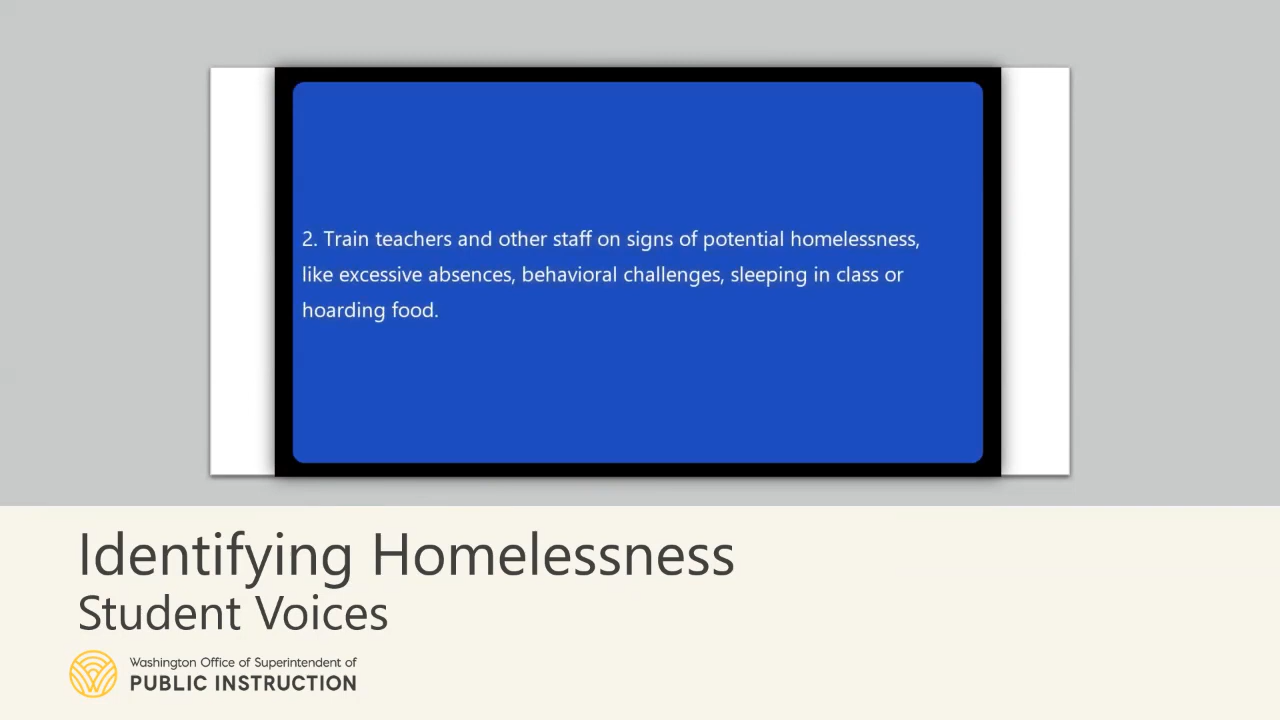 2. Train teachers and other staff on signs of potential homelessness,
like excessive absences, behavioral challenges, sleeping in class or
hoarding food.
Identifying Homelessness
Student Voices
Washington Office of Superintendent of
PUBLIC INSTRUCTION